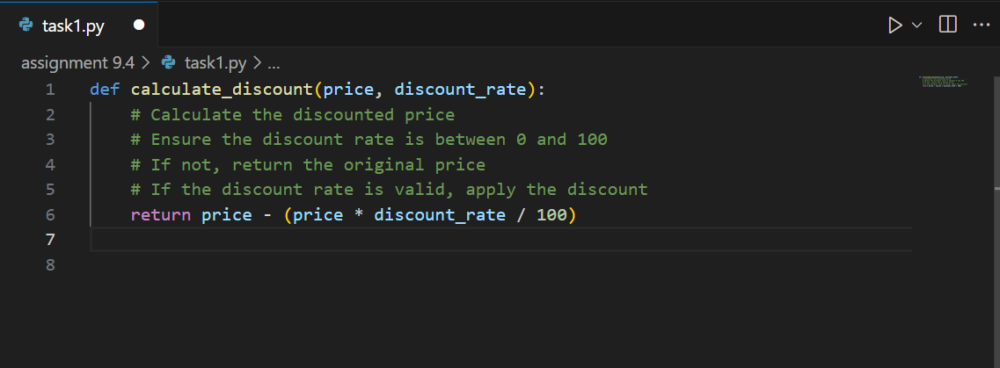 task1.py
assignment 9.4 > task1.py > ...
1 def calculate_discount(price, discount_rate):
2     # Calculate the discounted price
3     # Ensure the discount rate is between 0 and 100
4     # If not, return the original price
5     # If the discount rate is valid, apply the discount
6     return price - (price * discount_rate / 100)
7
8